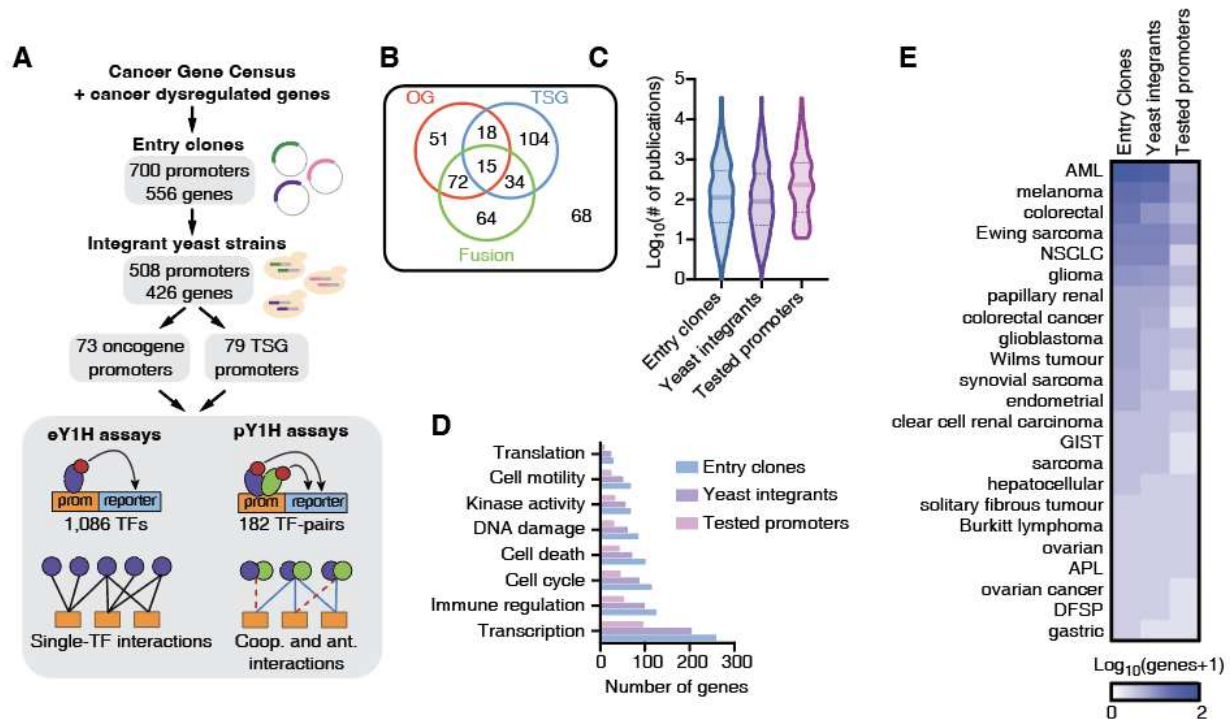 A
Cancer Gene Census
+ cancer dysregulated genes
Entry clones
700 promoters
556 genes
Integrant yeast strains
508 promoters
426 genes
73 oncogene
promoters
79 TSG
promoters
eY1H assays
prom reporter
1,086 TFs
Single-TF interactions
pY1H assays
prom reporter
182 TF-pairs
Coop. and ant.
interactions
B
OG
TSG
51
18
104
15
72
34
64
68
Fusion
C
Log10(# of publications)
5
4
3
2
1
0
Entry clones
Yeast integrants
Tested promoters
D
Translation
Cell motility
Kinase activity
DNA damage
Cell death
Cell cycle
Immune regulation
Transcription
0 100 200 300
Number of genes
Entry clones
Yeast integrants
Tested promoters
E
Entry Clones
Yeast integrants
Tested promoters
AML
melanoma
colorectal
Ewing sarcoma
NSCLC
glioma
papillary renal
colorectal cancer
glioblastoma
Wilms tumour
synovial sarcoma
endometrial
clear cell renal carcinoma
GIST
sarcoma
hepatocellular
solitary fibrous tumour
Burkitt lymphoma
ovarian
APL
ovarian cancer
DFSP
gastric
Log10(genes+1)
0 2